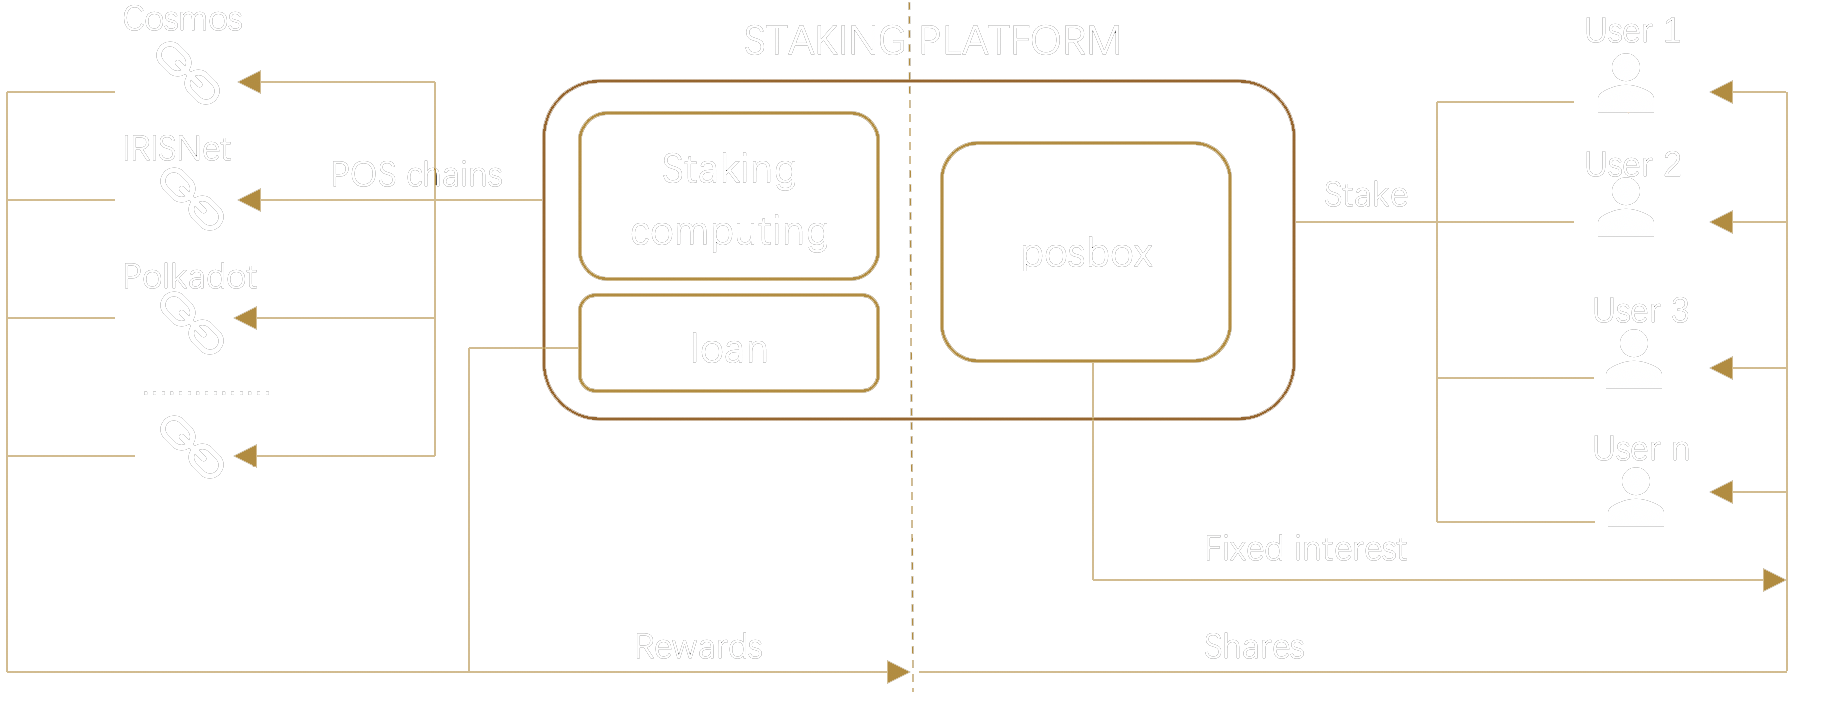 Cosmos
IRISNet
Polkadot
...............
POS chains
STAKING PLATFORM
Staking
computing
loan
posbox
Stake
User 1
User 2
User 3
User n
Fixed interest
Rewards
Shares